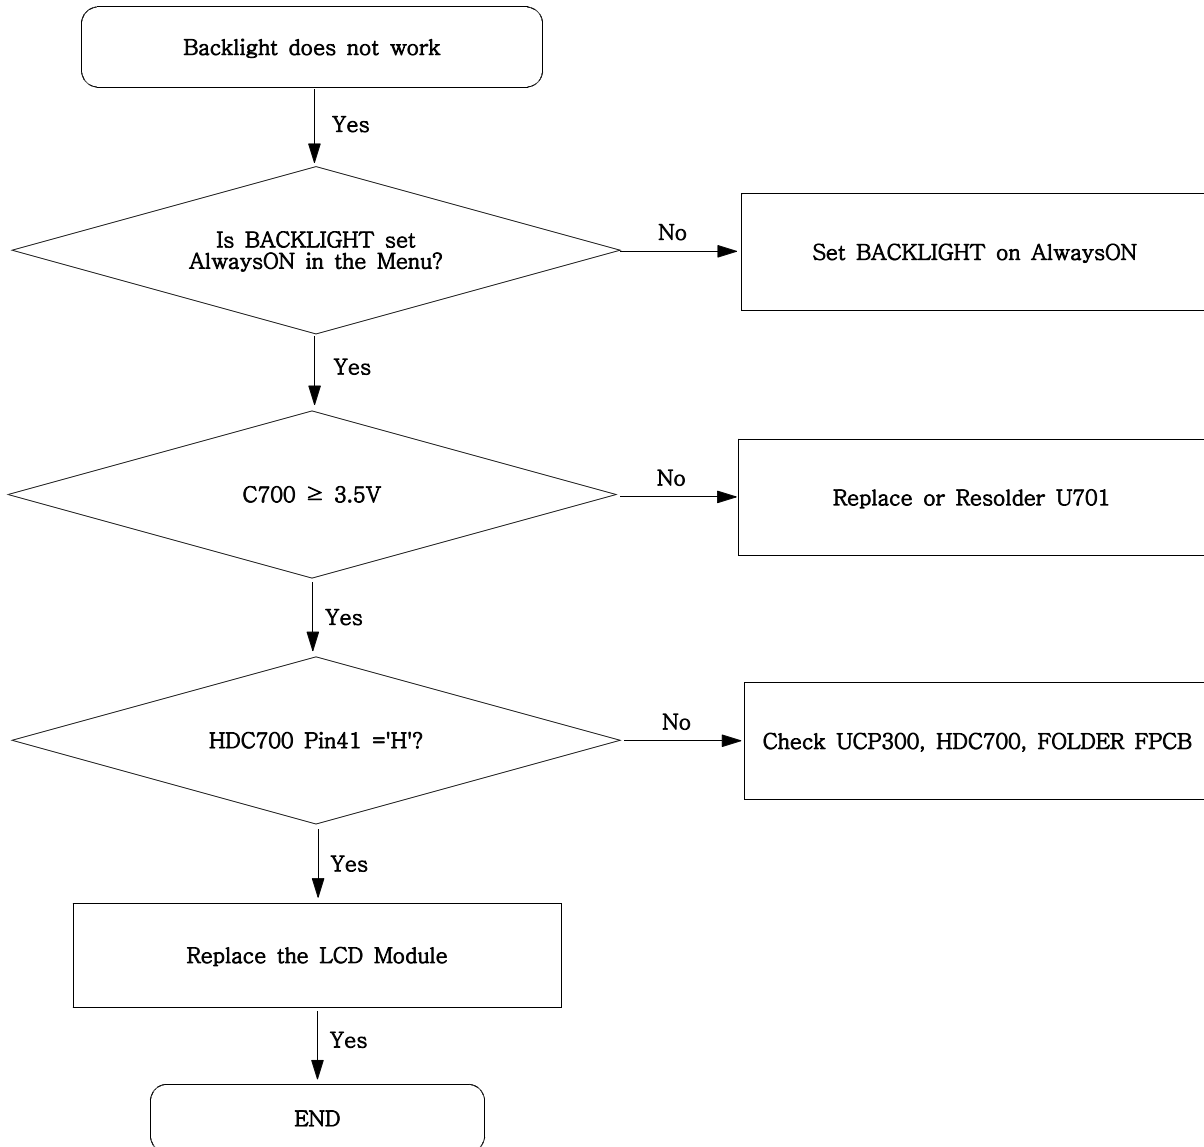 Backlight does not work
Yes
Is BACKLIGHT set
AlwaysON in the Menu?
No
Set BACKLIGHT on AlwaysON
Yes
C700 ≥ 3.5V
No
Replace or Resolder U701
Yes
HDC700 Pin41 ='H'?
No
Check UCP300, HDC700, FOLDER FPCB
Yes
Replace the LCD Module
Yes
END